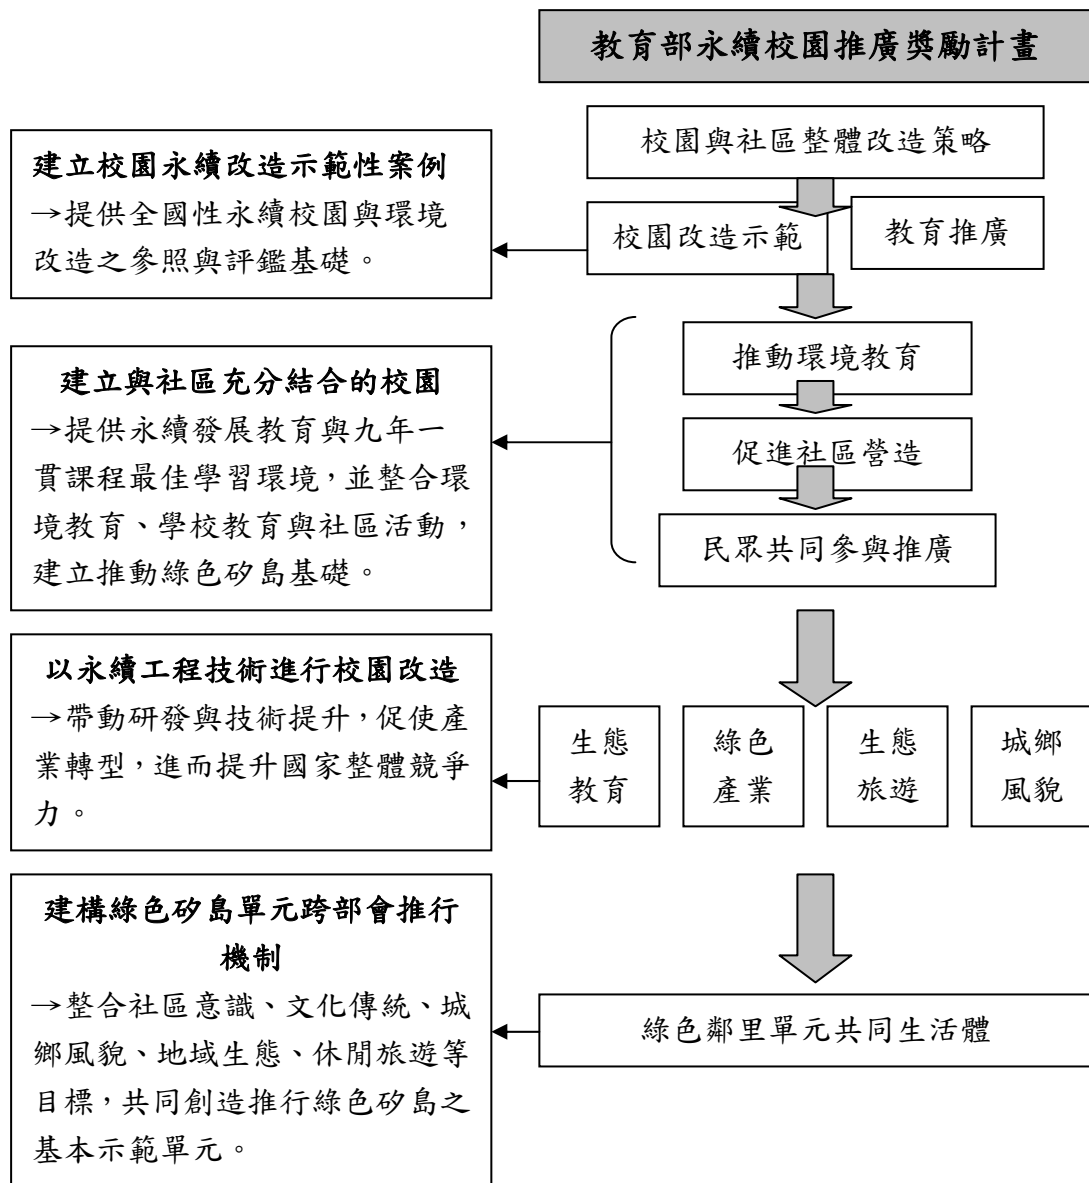 教育部永續校園推廣獎勵計畫
校園與社區整體改造策略
校園改造示範
教育推廣
建立校園永續改造示範性案例
→提供全國性永續校園與環境
改造之參照與評鑑基礎。
推動環境教育
促進社區營造
民眾共同參與推廣
建立與社區充分結合的校園
→提供永續發展教育與九年一
貫課程最佳學習環境，並整合環
境教育、學校教育與社區活動，
建立推動綠色矽島基礎。
生態
教育
綠色
產業
生態
旅遊
城鄉
風貌
以永續工程技術進行校園改造
→帶動研發與技術提升，促使產
業轉型，進而提升國家整體競爭
力。
綠色鄰里單元共同生活體
建構綠色矽島單元跨部會推行
機制
→整合社區意識、文化傳統、城
鄉風貌、地域生態、休閒旅遊等
目標，共同創造推行綠色矽島之
基本示範單元。